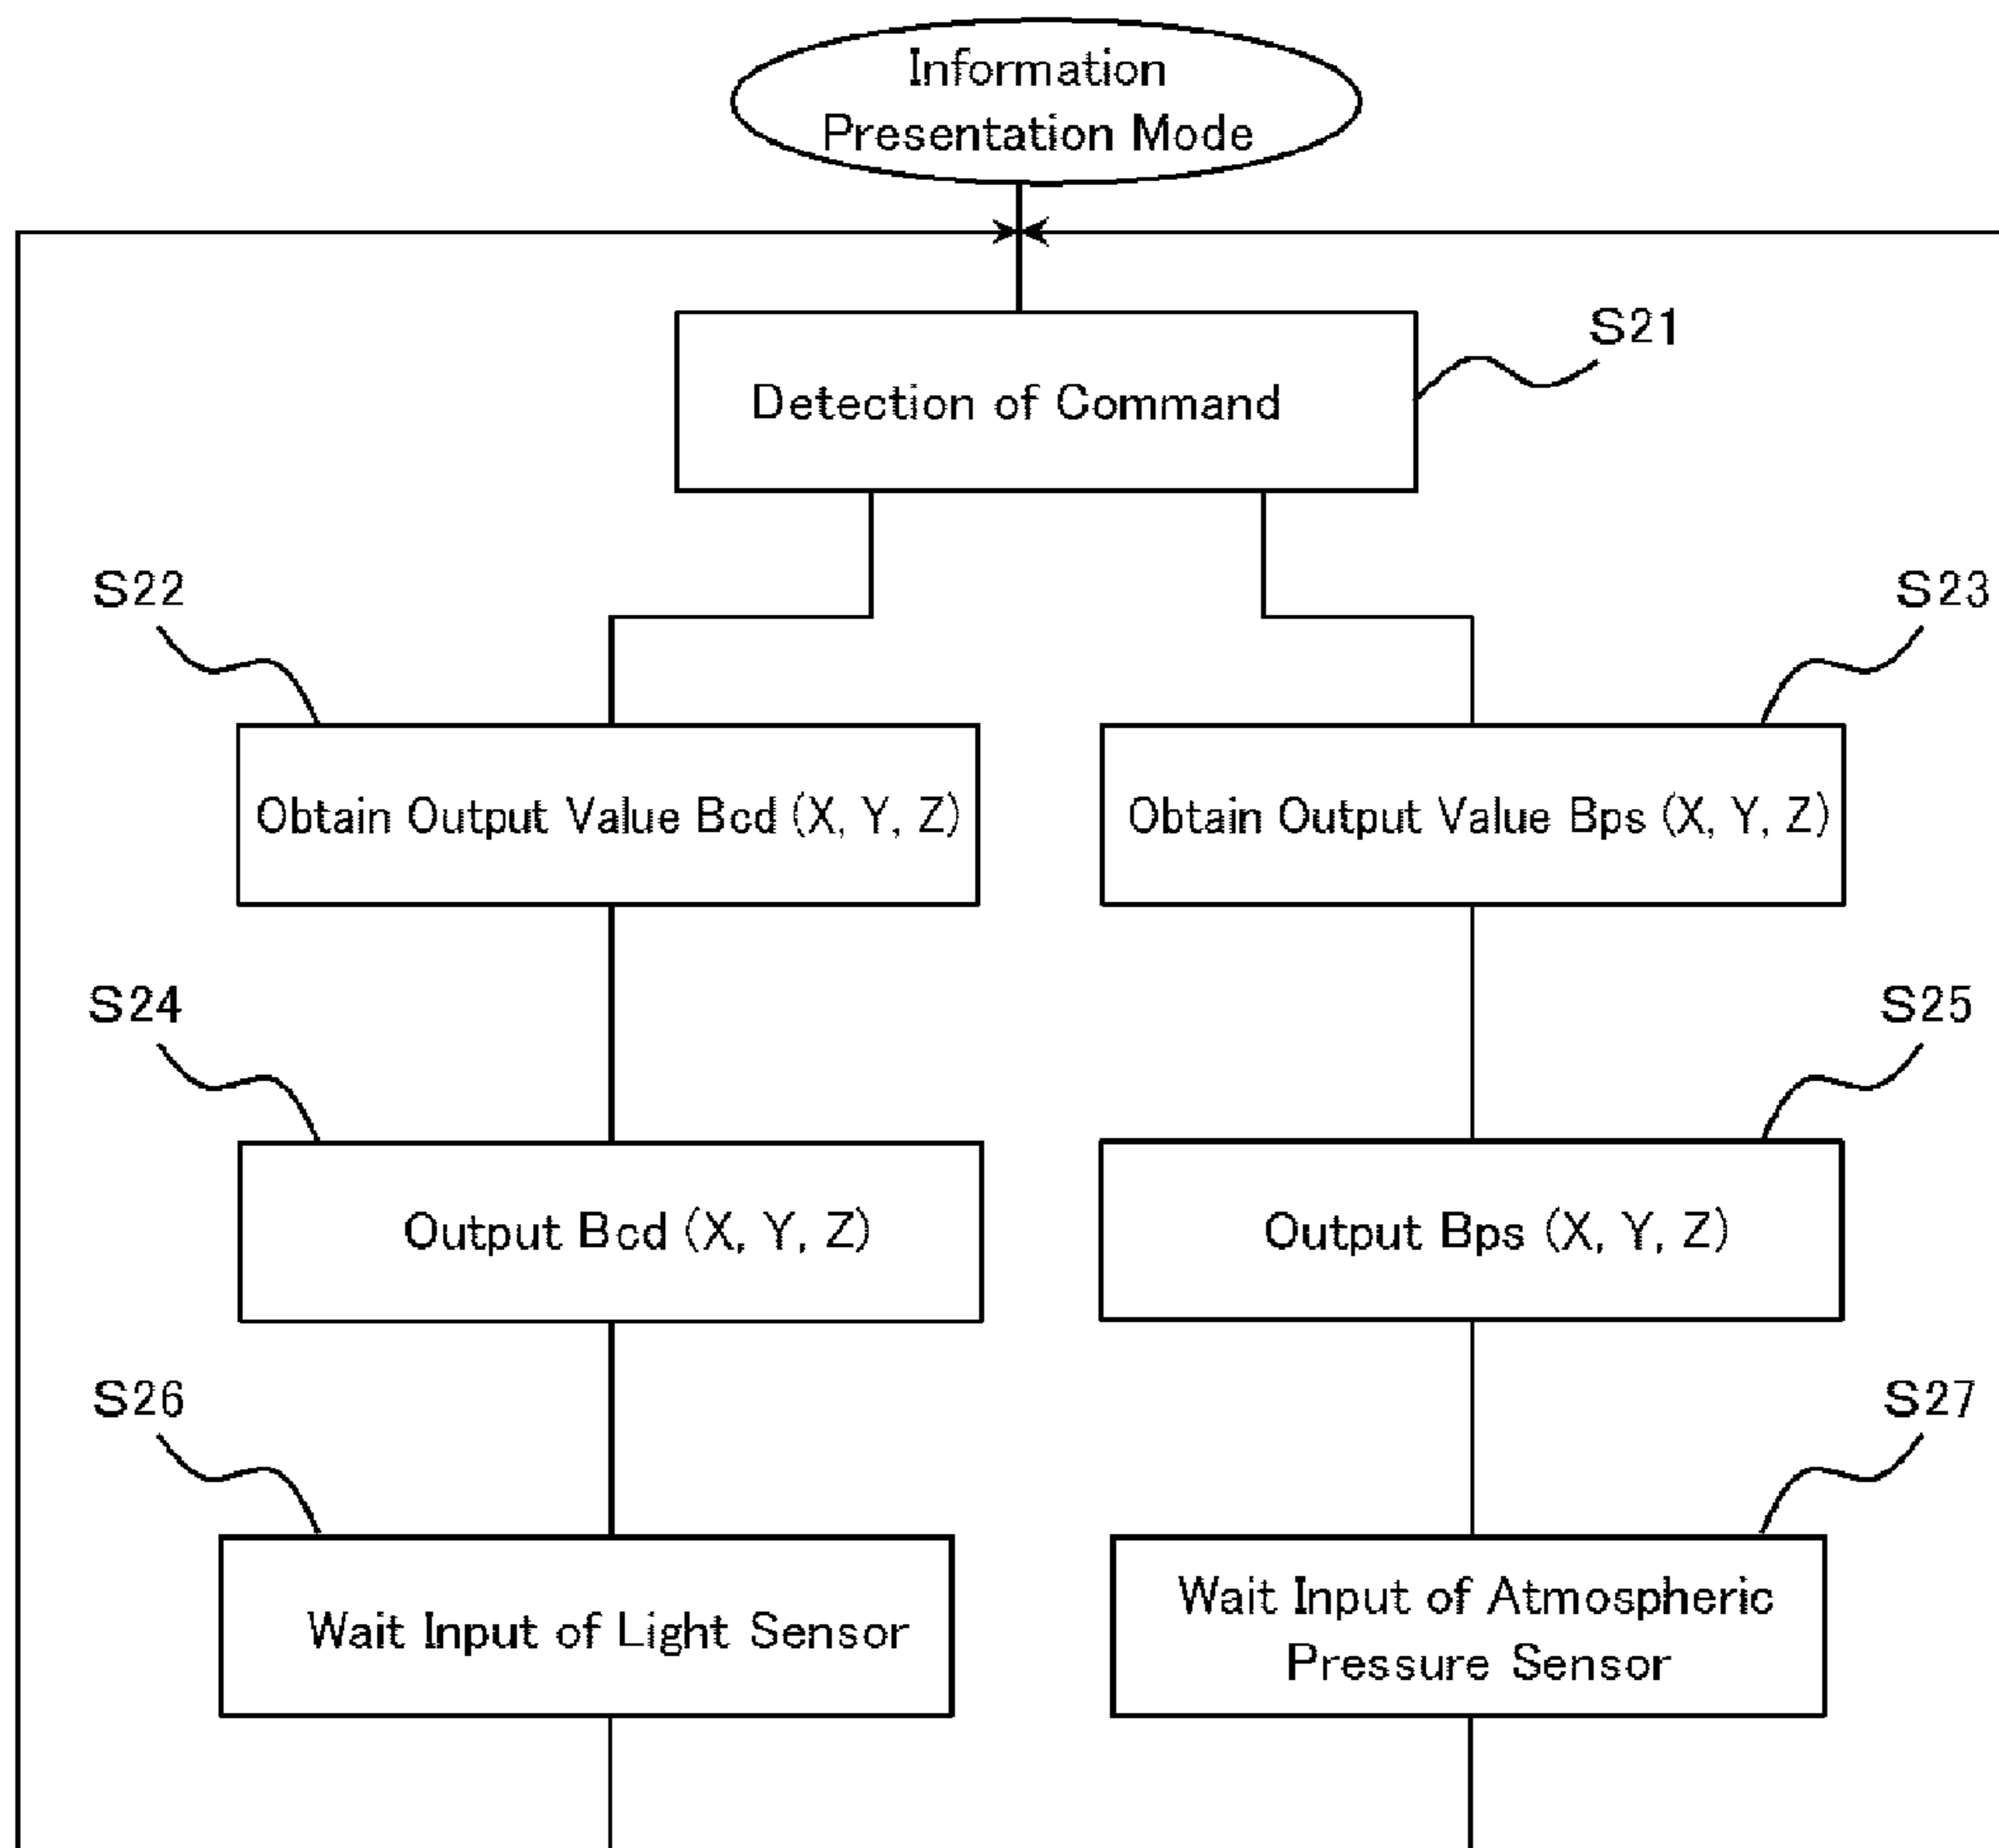 Information
Presentation Mode
S21
Detection of Command
S22
S23
Obtain Output Value Bcd (X, Y, Z)
Obtain Output Value Bps (X, Y, Z)
S24
S25
Output Bcd (X, Y, Z)
Output Bps (X, Y, Z)
S26
S27
Wait Input of Light Sensor
Wait Input of Atmospheric
Pressure Sensor